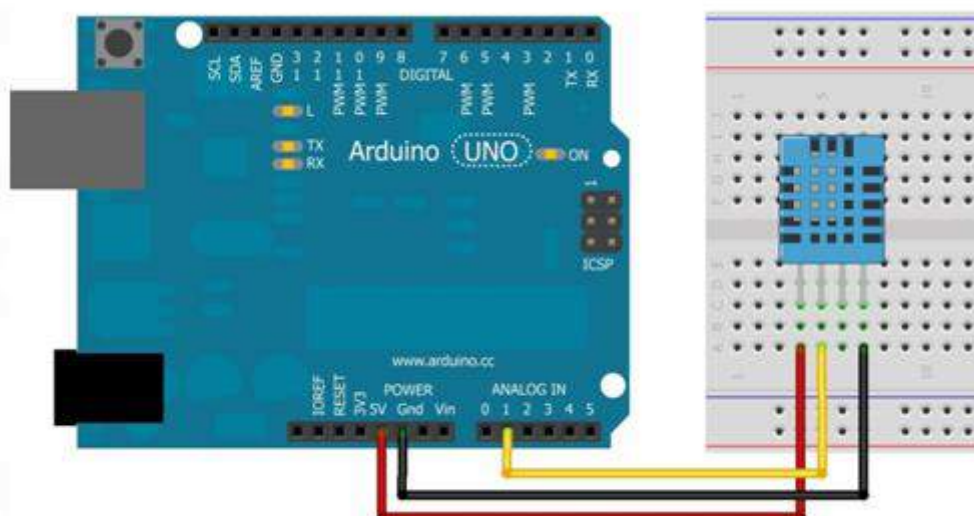 SCL
SDA
AREF
GND
13
12
11 PWM
10 PWM
9 PWM
8
DIGITAL
7
6 PWM
5 PWM
4
3 PWM
2
1 TX
0 RX
L
TX
RX
Arduino UNO
ON
1
ICSP
www.arduino.cc
POWER
ANALOG IN
IOREF
RESET
3V3
5V
Gnd
Vin
0 1 2 3 4 5